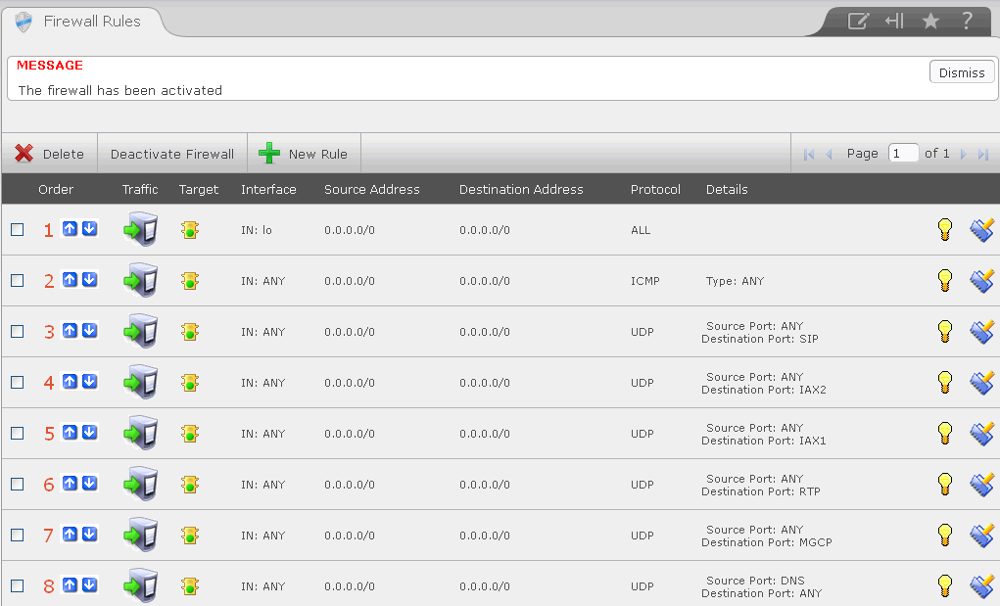 Firewall Rules ?
MESSAGE
Dismiss
The firewall has been activated
Delete Deactivate Firewall New Rule Page 1 of 1
Order Traffic Target Interface Source Address Destination Address Protocol Details
1 IN: lo 0.0.0.0/0 0.0.0.0/0 ALL
2 IN: ANY 0.0.0.0/0 0.0.0.0/0 ICMP Type: ANY
3 IN: ANY 0.0.0.0/0 0.0.0.0/0 UDP Source Port: ANY
Destination Port: SIP
4 IN: ANY 0.0.0.0/0 0.0.0.0/0 UDP Source Port: ANY
Destination Port: IAX2
5 IN: ANY 0.0.0.0/0 0.0.0.0/0 UDP Source Port: ANY
Destination Port: IAX1
6 IN: ANY 0.0.0.0/0 0.0.0.0/0 UDP Source Port: ANY
Destination Port: RTP
7 IN: ANY 0.0.0.0/0 0.0.0.0/0 UDP Source Port: ANY
Destination Port: MGCP
8 IN: ANY 0.0.0.0/0 0.0.0.0/0 UDP Source Port: DNS
Destination Port: ANY